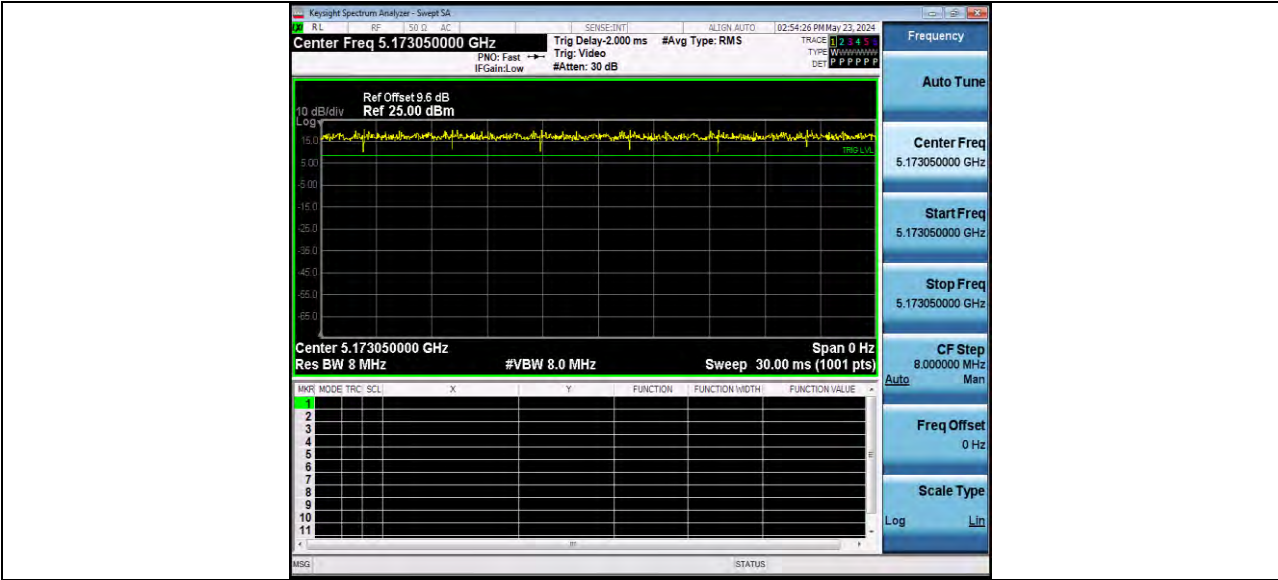 Keysight Spectrum Analyzer - Swept SA
RL RF 50 Ω AC SENSE:INT ALIGN AUTO 02:54:26 PM May 23, 2024
Center Freq 5.173050000 GHz
PNO: Fast
IFGain:Low
Trig Delay-2.000 ms
Trig: Video
#Atten: 30 dB
#Avg Type: RMS
TRACE 1 2 3 4 5 6
TYPE WWWWWW
DET P P P P P P
Ref Offset 9.6 dB
10 dB/div Ref 25.00 dBm
Log
15.0
TRIG LVL
5.00
-5.00
-15.0
-25.0
-35.0
-45.0
-55.0
-65.0
Center 5.173050000 GHz Span 0 Hz
Res BW 8 MHz #VBW 8.0 MHz Sweep 30.00 ms (1001 pts)
MKR MODE TRC SCL X Y FUNCTION FUNCTION WIDTH FUNCTION VALUE
1
2
3
4
5
6
7
8
9
10
11
MSG STATUS
Frequency
Auto Tune
Center Freq
5.173050000 GHz
Start Freq
5.173050000 GHz
Stop Freq
5.173050000 GHz
CF Step
8.000000 MHz
Auto Man
Freq Offset
0 Hz
Scale Type
Log Lin